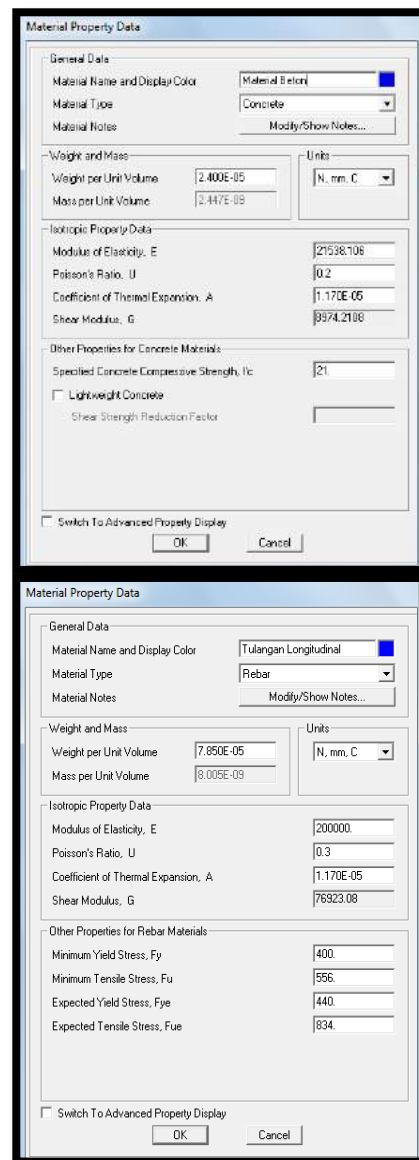 Material Property Data
General Data
Material Name and Display Color Material Beton
Material Type Concrete
Material Notes Modify/Show Notes...
Weight and Mass Units
Weight per Unit Volume 2.400E-05 N, mm, C
Mass per Unit Volume 2.447E-09
Isotropic Property Data
Modulus of Elasticity, E 21538.106
Poisson's Ratio, U 0.2
Coefficient of Thermal Expansion, A 1.170E-05
Shear Modulus, G 8974.2108
Other Properties for Concrete Materials
Specified Concrete Compressive Strength, f'c 21.
Lightweight Concrete
Shear Strength Reduction Factor
Switch To Advanced Property Display
OK Cancel
Material Property Data
General Data
Material Name and Display Color Tulangan Longitudinal
Material Type Rebar
Material Notes Modify/Show Notes...
Weight and Mass Units
Weight per Unit Volume 7.850E-05 N, mm, C
Mass per Unit Volume 8.005E-09
Isotropic Property Data
Modulus of Elasticity, E 200000.
Poisson's Ratio, U 0.3
Coefficient of Thermal Expansion, A 1.170E-05
Shear Modulus, G 76923.08
Other Properties for Rebar Materials
Minimum Yield Stress, Fy 400.
Minimum Tensile Stress, Fu 556.
Expected Yield Stress, Fye 440.
Expected Tensile Stress, Fue 834.
Switch To Advanced Property Display
OK Cancel